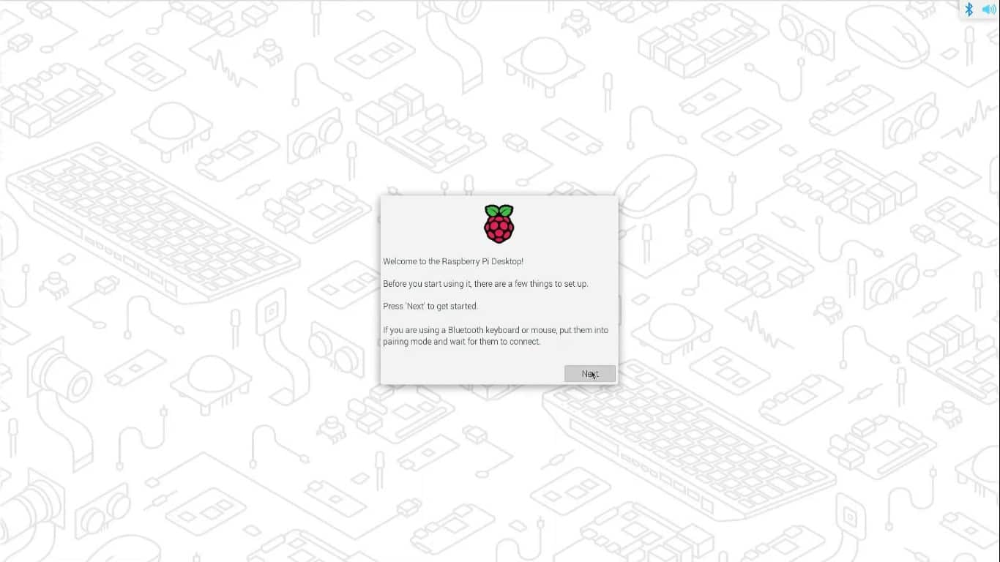 Welcome to the Raspberry Pi Desktop!
Before you start using it, there are a few things to set up.
Press 'Next' to get started.
If you are using a Bluetooth keyboard or mouse, put them into
pairing mode and wait for them to connect.
Next